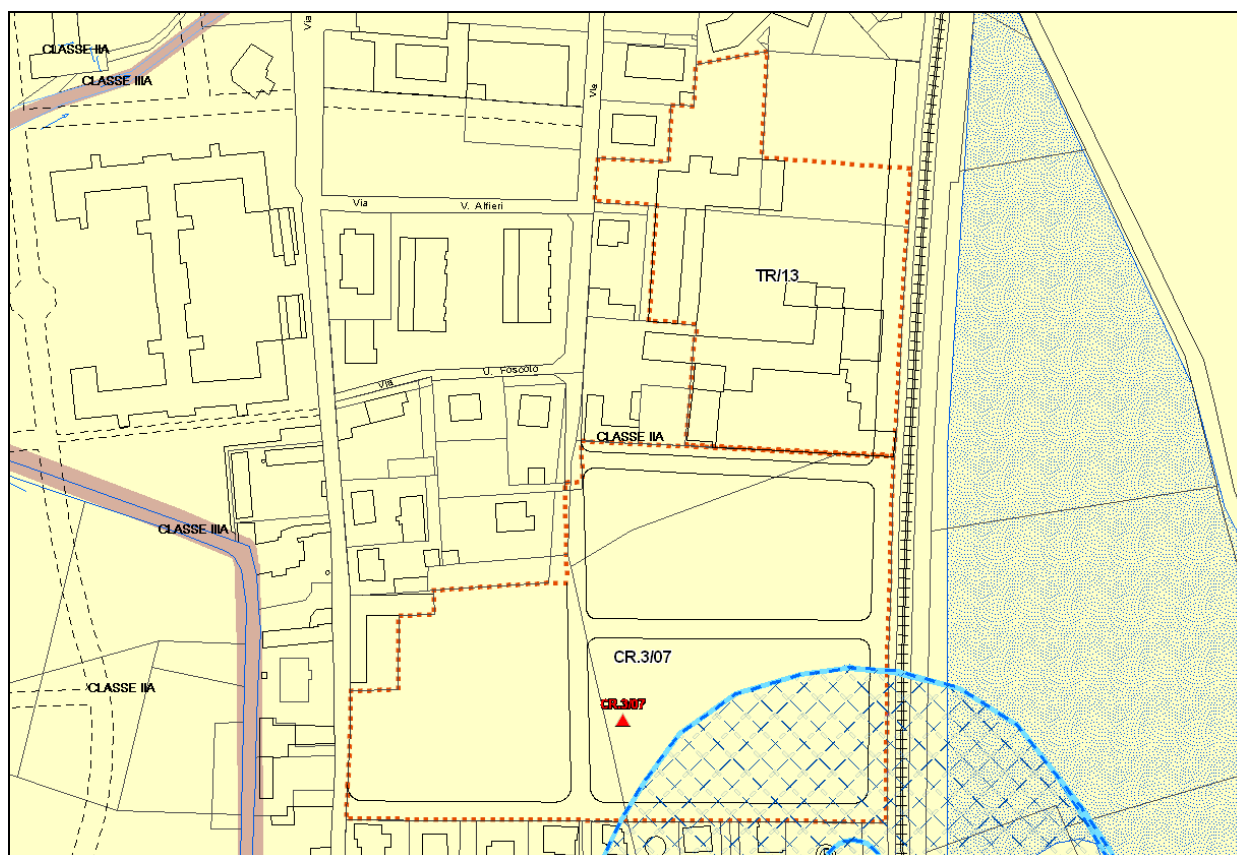 Via
CLASSE IIA
CLASSE IIIA
Via
Via
V. Alfieri
TR/13
U. Foscolo
Via
CLASSE IIA
CLASSE IIIA
CR.3/07
CLASSE IIA
CR.3/07